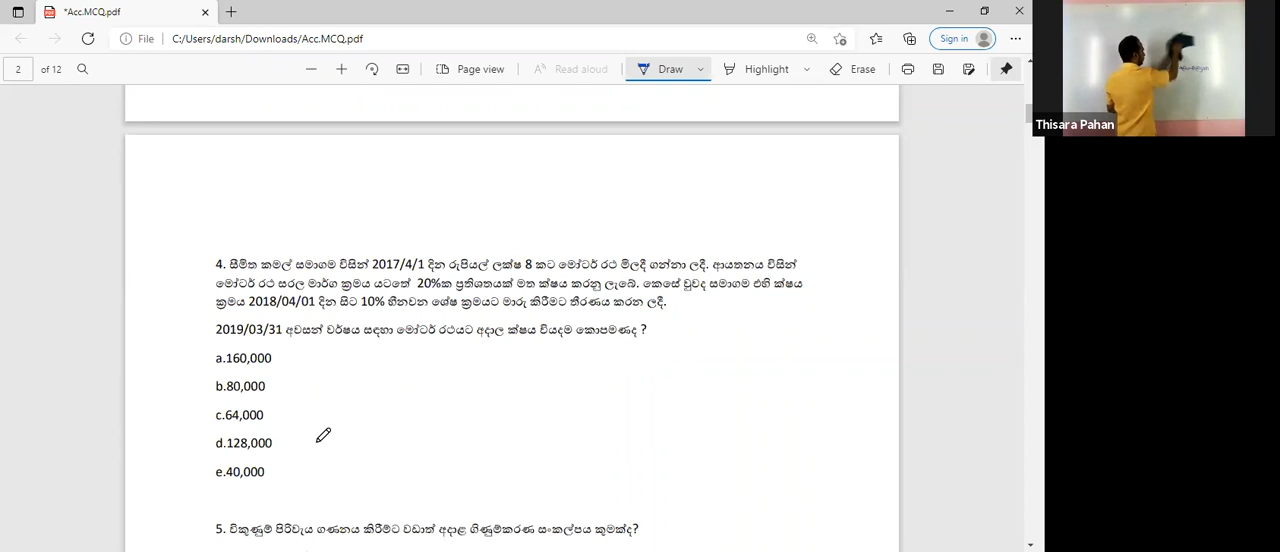 *Acc.MCQ.pdf
File C:/Users/darsh/Downloads/Acc.MCQ.pdf
Sign in
2 of 12
Page view
Read aloud
Draw
Highlight
Erase
Thisara Pahan
4. සීමිත කමල් සමාගම විසින් 2017/4/1 දින රුපියල් ලක්ෂ 8 කට මෝටර් රථ මිලදී ගන්නා ලදී. ආයතනය විසින්
මෝටර් රථ සරල මාර්ග ක්‍රමය යටතේ 20%ක ප්‍රතිශතයක් මත ක්ෂය කරනු ලැබේ. කෙසේ වුවද සමාගම එහි ක්ෂය
ක්‍රමය 2018/04/01 දින සිට 10% හීනවන ශේෂ ක්‍රමයට මාරු කිරීමට තීරණය කරන ලදී.
2019/03/31 අවසන් වර්ෂය සඳහා මෝටර් රථයට අදාල ක්ෂය වියදම කොපමණද ?
a.160,000
b.80,000
c.64,000
d.128,000
e.40,000
5. විකුණුම් පිරිවැය ගණනය කිරීම්ට වඩාත් අදාළ ගිණුම්කරණ සංකල්පය කුමක්ද?